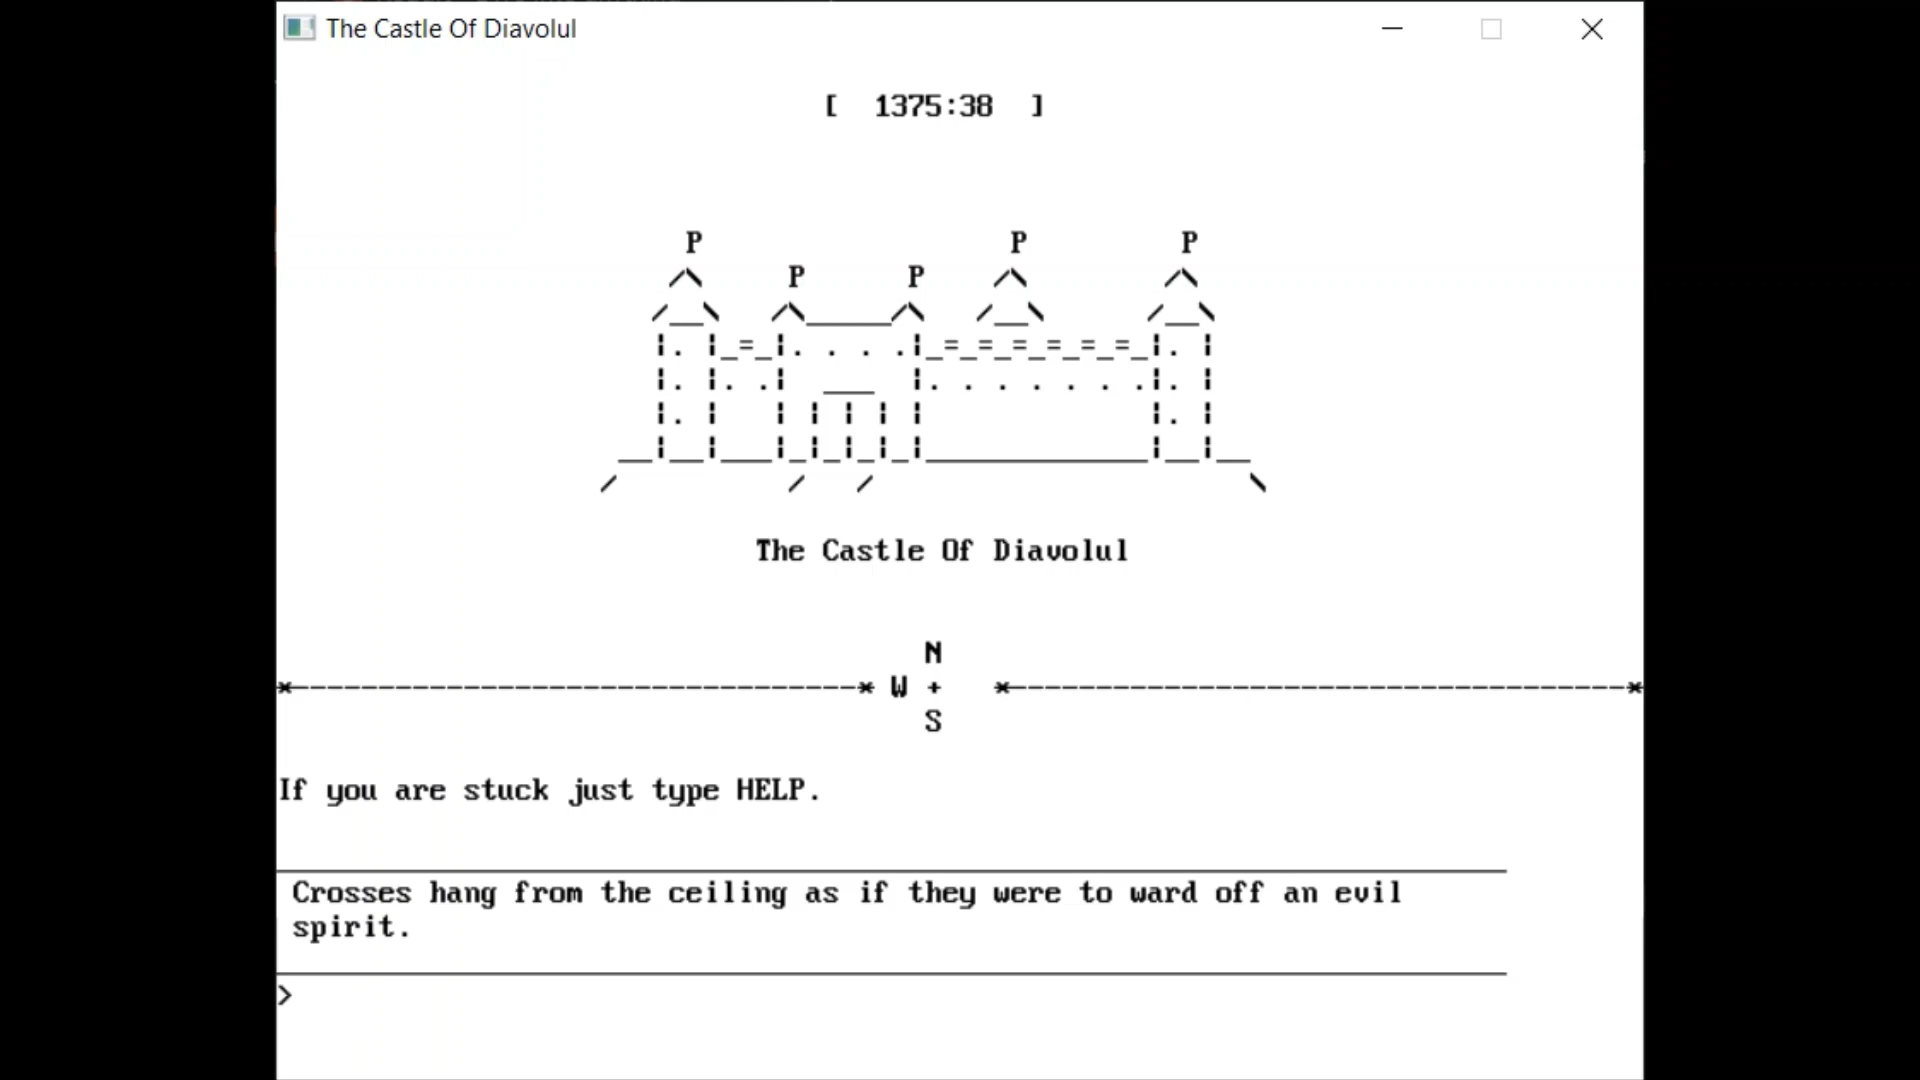 The Castle Of Diavolul
[ 1375:38 ]
P P P
P P
The Castle Of Diavolul
N
W +
S
If you are stuck just type HELP.
Crosses hang from the ceiling as if they were to ward off an evil
spirit.
>